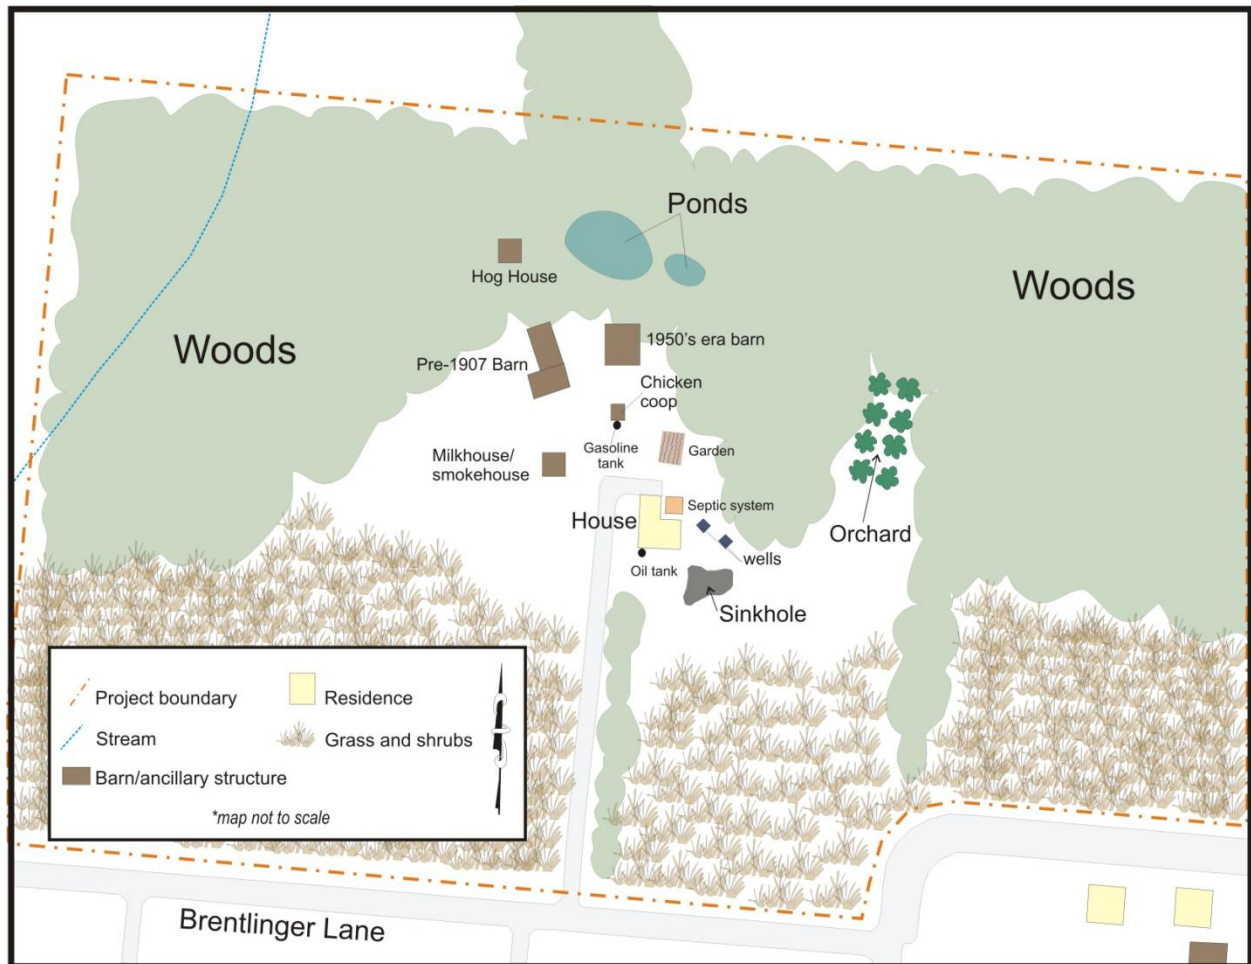 Ponds
Hog House
Woods
Woods
1950's era barn
Pre-1907 Barn
Chicken
coop
Gasoline
tank
Garden
Milkhouse/
smokehouse
Septic system
House
Orchard
wells
Oil tank
Sinkhole
Project boundary
Residence
Stream
Grass and shrubs
Barn/ancillary structure
*map not to scale
Brentlinger Lane